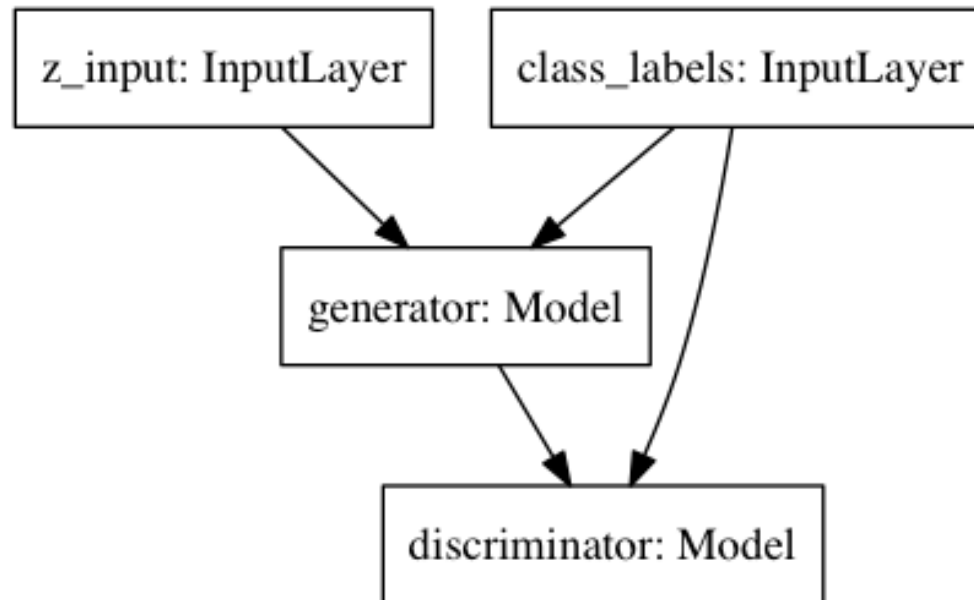 z_input: InputLayer
class_labels: InputLayer
generator: Model
discriminator: Model